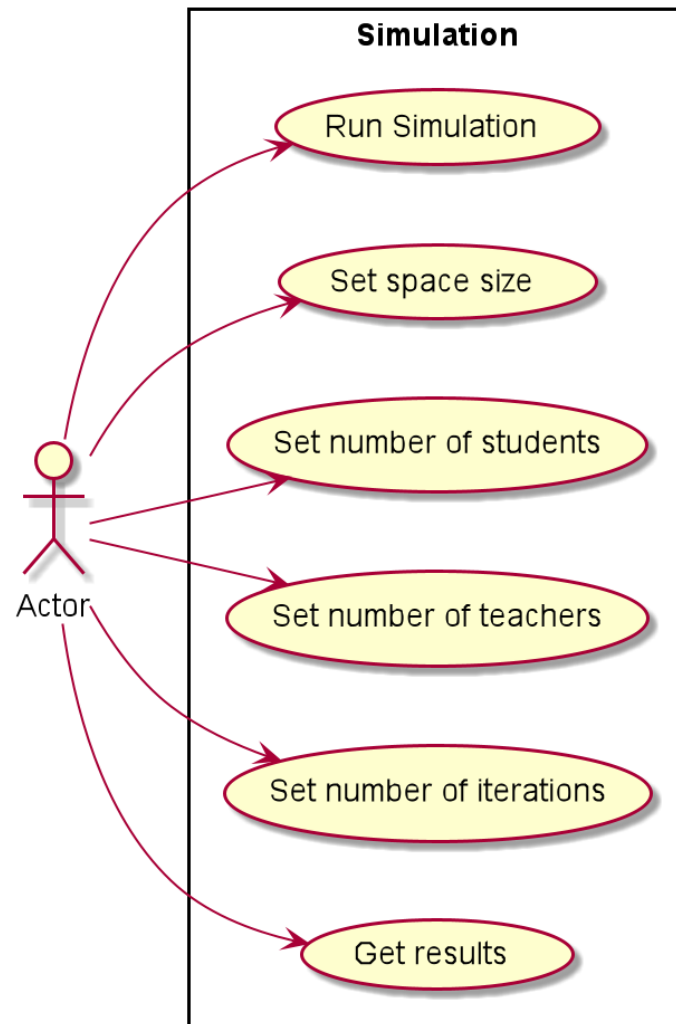 Simulation
Run Simulation
Set space size
Set number of students
Set number of teachers
Actor
Set number of iterations
Get results